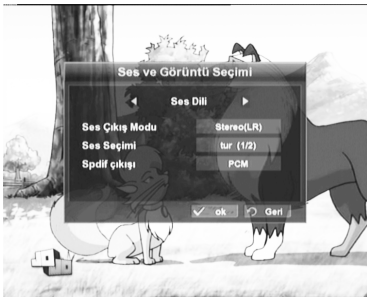 Ses ve Görüntü Seçimi
Ses Dili
Ses Çıkış Modu Stereo(LR)
Ses Seçimi tur (1/2)
Spdif çıkışı PCM
ok Geri